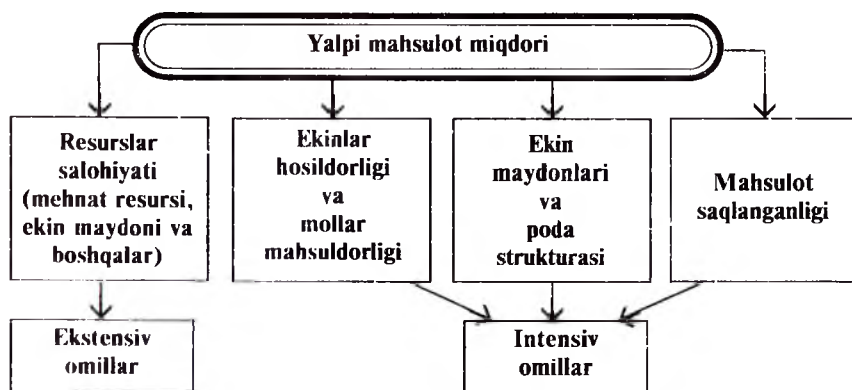 Yalpi mahsulot miqdori
Resurslar
salohiyati
(mehnat resursi,
ekin maydoni va
boshqalar)
Ekinlar
hosildorligi
va
mollar
mahsuldorligi
Ekin
maydonlari
va
poda
strukturasi
Mahsulot
saqlanganligi
Ekstensiv
omillar
Intensiv
omillar